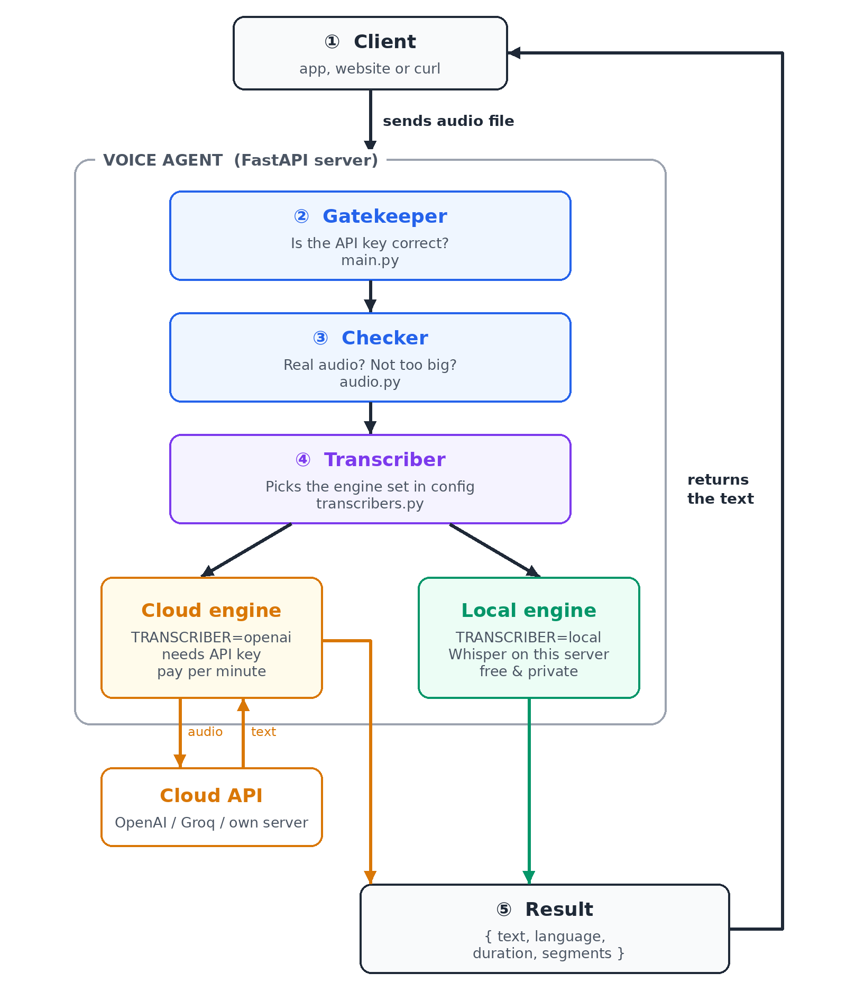 ① Client
app, website or curl
sends audio file
VOICE AGENT (FastAPI server)
② Gatekeeper
Is the API key correct?
main.py
③ Checker
Real audio? Not too big?
audio.py
④ Transcriber
Picks the engine set in config
transcribers.py
returns
the text
Cloud engine
TRANSCRIBER=openai
needs API key
pay per minute
Local engine
TRANSCRIBER=local
Whisper on this server
free & private
audio
text
Cloud API
OpenAI / Groq / own server
⑤ Result
{ text, language,
duration, segments }